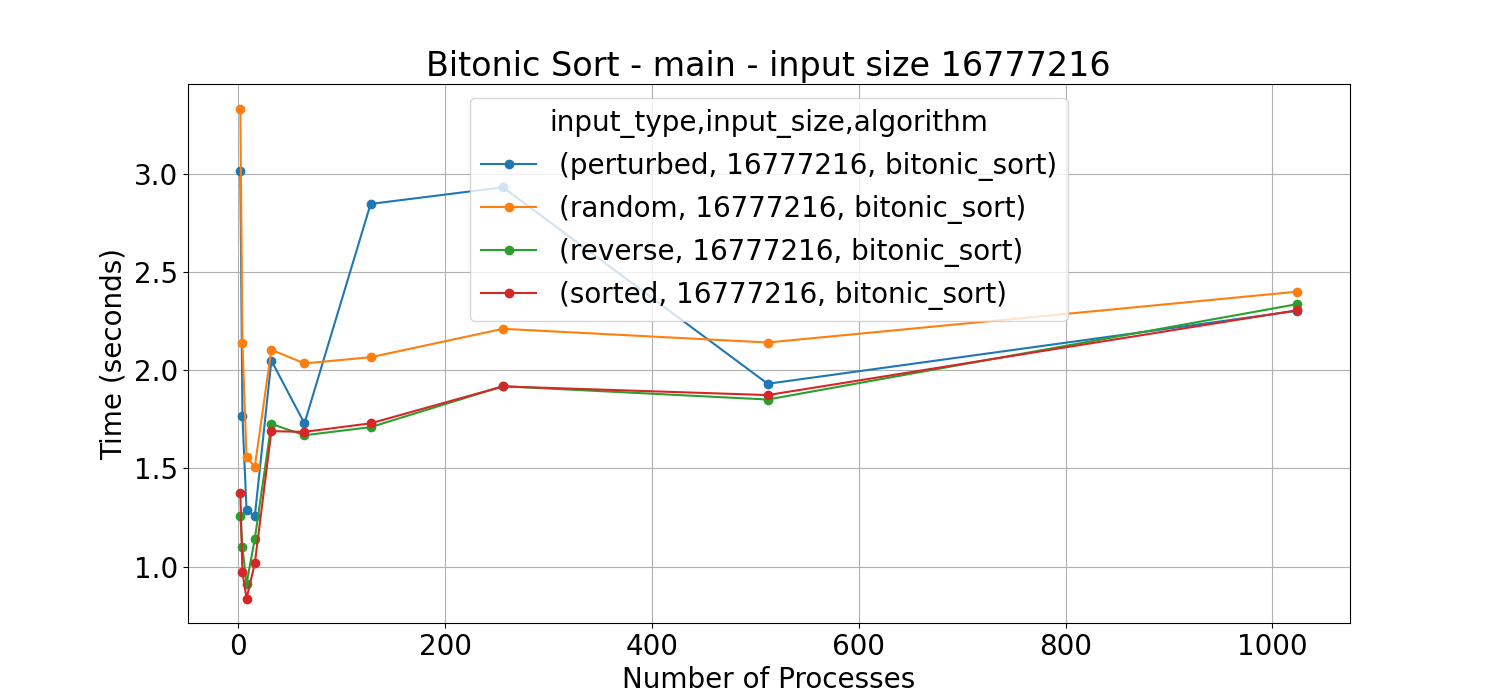 Bitonic Sort - main - input size 16777216
input_type,input_size,algorithm
(perturbed, 16777216, bitonic_sort)
(random, 16777216, bitonic_sort)
(reverse, 16777216, bitonic_sort)
(sorted, 16777216, bitonic_sort)
Time (seconds)
3.0
2.5
2.0
1.5
1.0
0 200 400 600 800 1000
Number of Processes